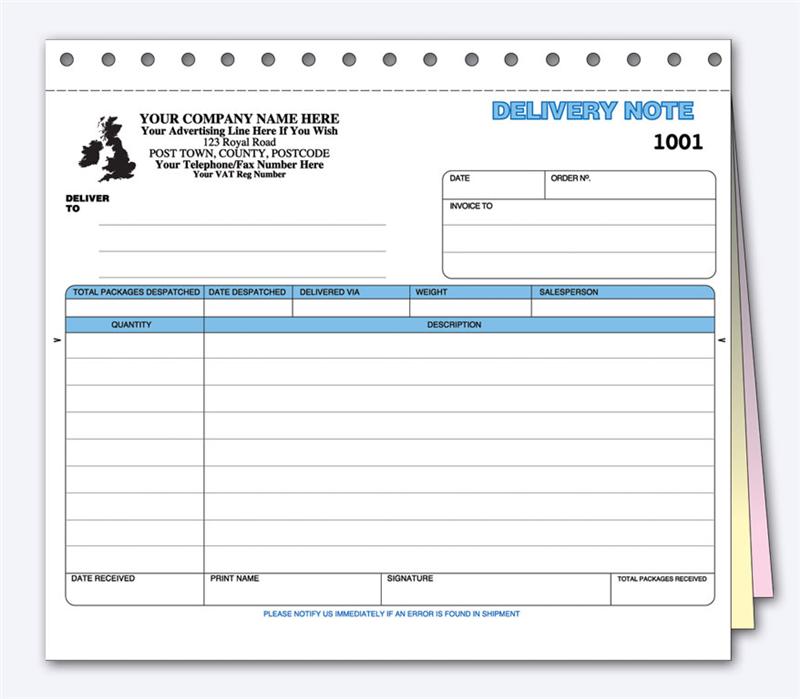 YOUR COMPANY NAME HERE
Your Advertising Line Here If You Wish
123 Royal Road
POST TOWN, COUNTY, POSTCODE
Your Telephone/Fax Number Here
Your VAT Reg Number
DELIVERY NOTE
1001
DELIVER
TO
DATE ORDER Nº.
INVOICE TO
TOTAL PACKAGES DESPATCHED DATE DESPATCHED DELIVERED VIA WEIGHT SALESPERSON
QUANTITY DESCRIPTION
DATE RECEIVED PRINT NAME SIGNATURE TOTAL PACKAGES RECEIVED
PLEASE NOTIFY US IMMEDIATELY IF AN ERROR IS FOUND IN SHIPMENT